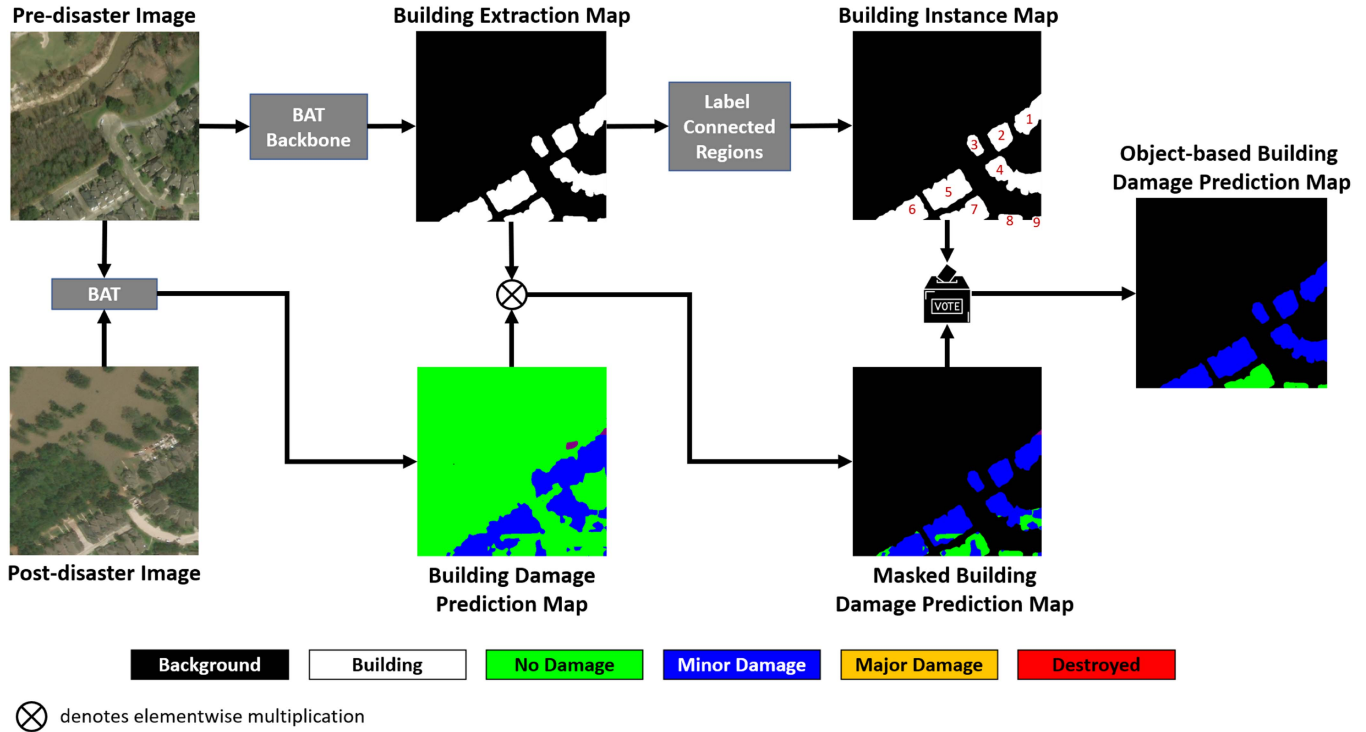 Pre-disaster Image
Building Extraction Map
Building Instance Map
BAT
Backbone
Label
Connected
Regions
1
2
3
4
5
6
7
8
9
Object-based Building
Damage Prediction Map
BAT
VOTE
Post-disaster Image
Building Damage
Prediction Map
Masked Building
Damage Prediction Map
Background
Building
No Damage
Minor Damage
Major Damage
Destroyed
denotes elementwise multiplication